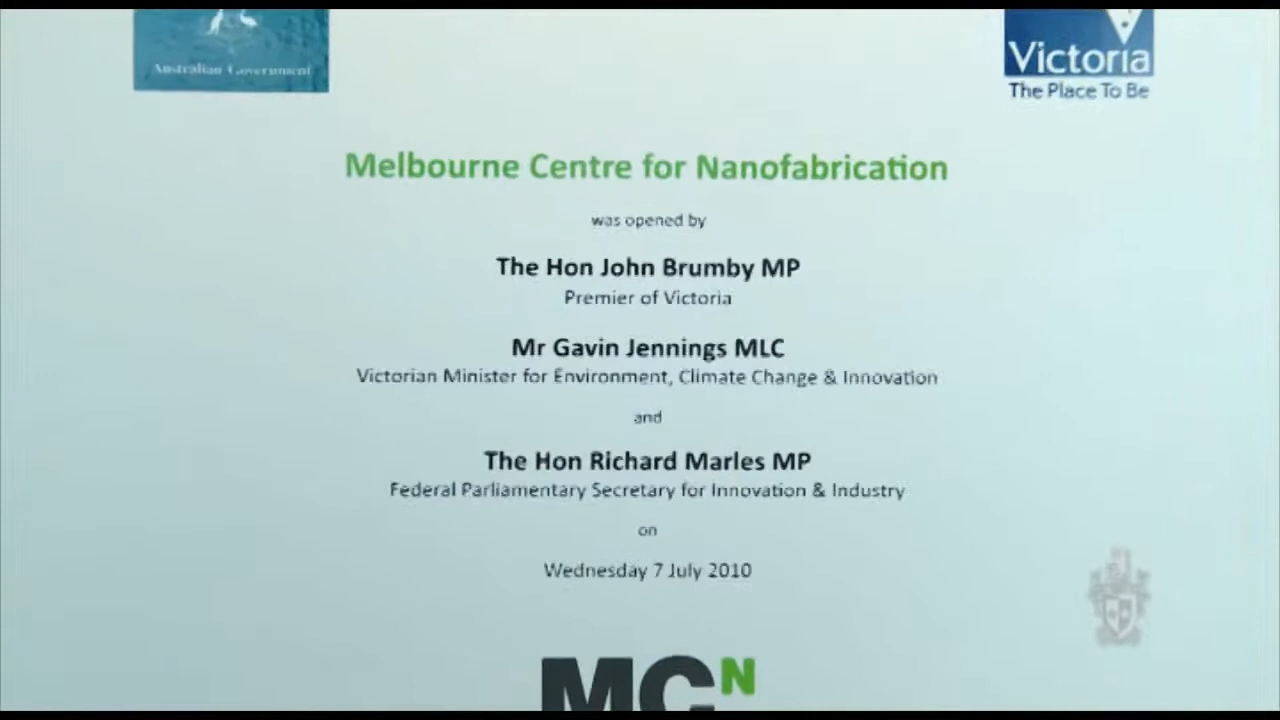 Australian Government
Victoria
The Place To Be
Melbourne Centre for Nanofabrication
was opened by
The Hon John Brumby MP
Premier of Victoria
Mr Gavin Jennings MLC
Victorian Minister for Environment, Climate Change & Innovation
and
The Hon Richard Marles MP
Federal Parliamentary Secretary for Innovation & Industry
on
Wednesday 7 July 2010
MCN